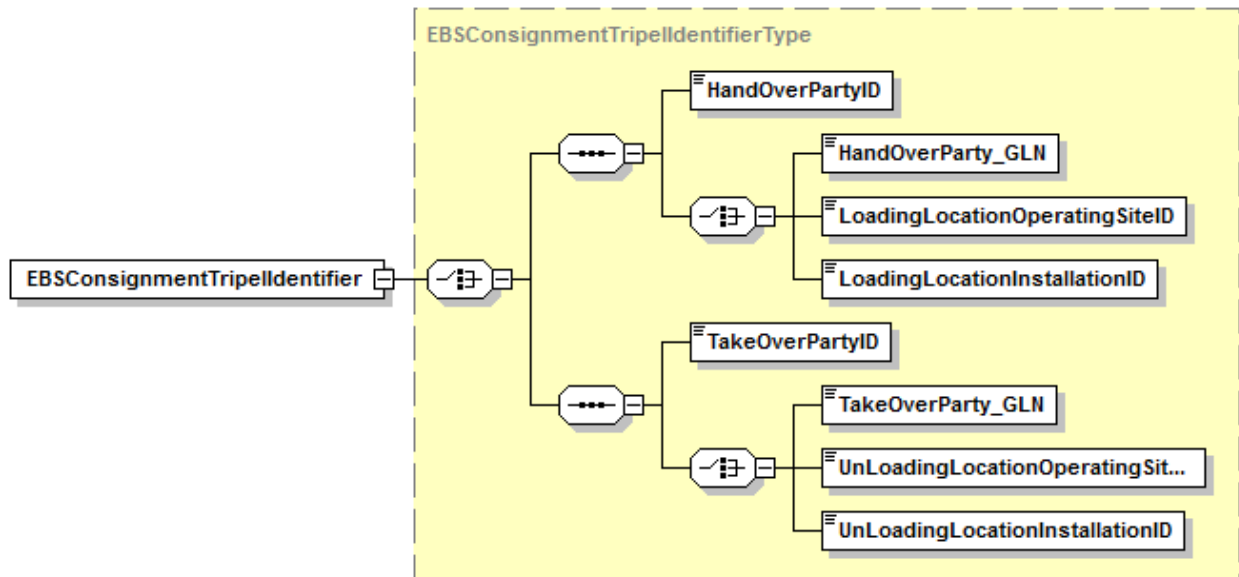 EBSConsignmentTripelIdentifierType
HandOverPartyID
HandOverParty_GLN
LoadingLocationOperatingSiteID
EBSConsignmentTripelIdentifier
LoadingLocationInstallationID
TakeOverPartyID
TakeOverParty_GLN
UnLoadingLocationOperatingSit...
UnLoadingLocationInstallationID